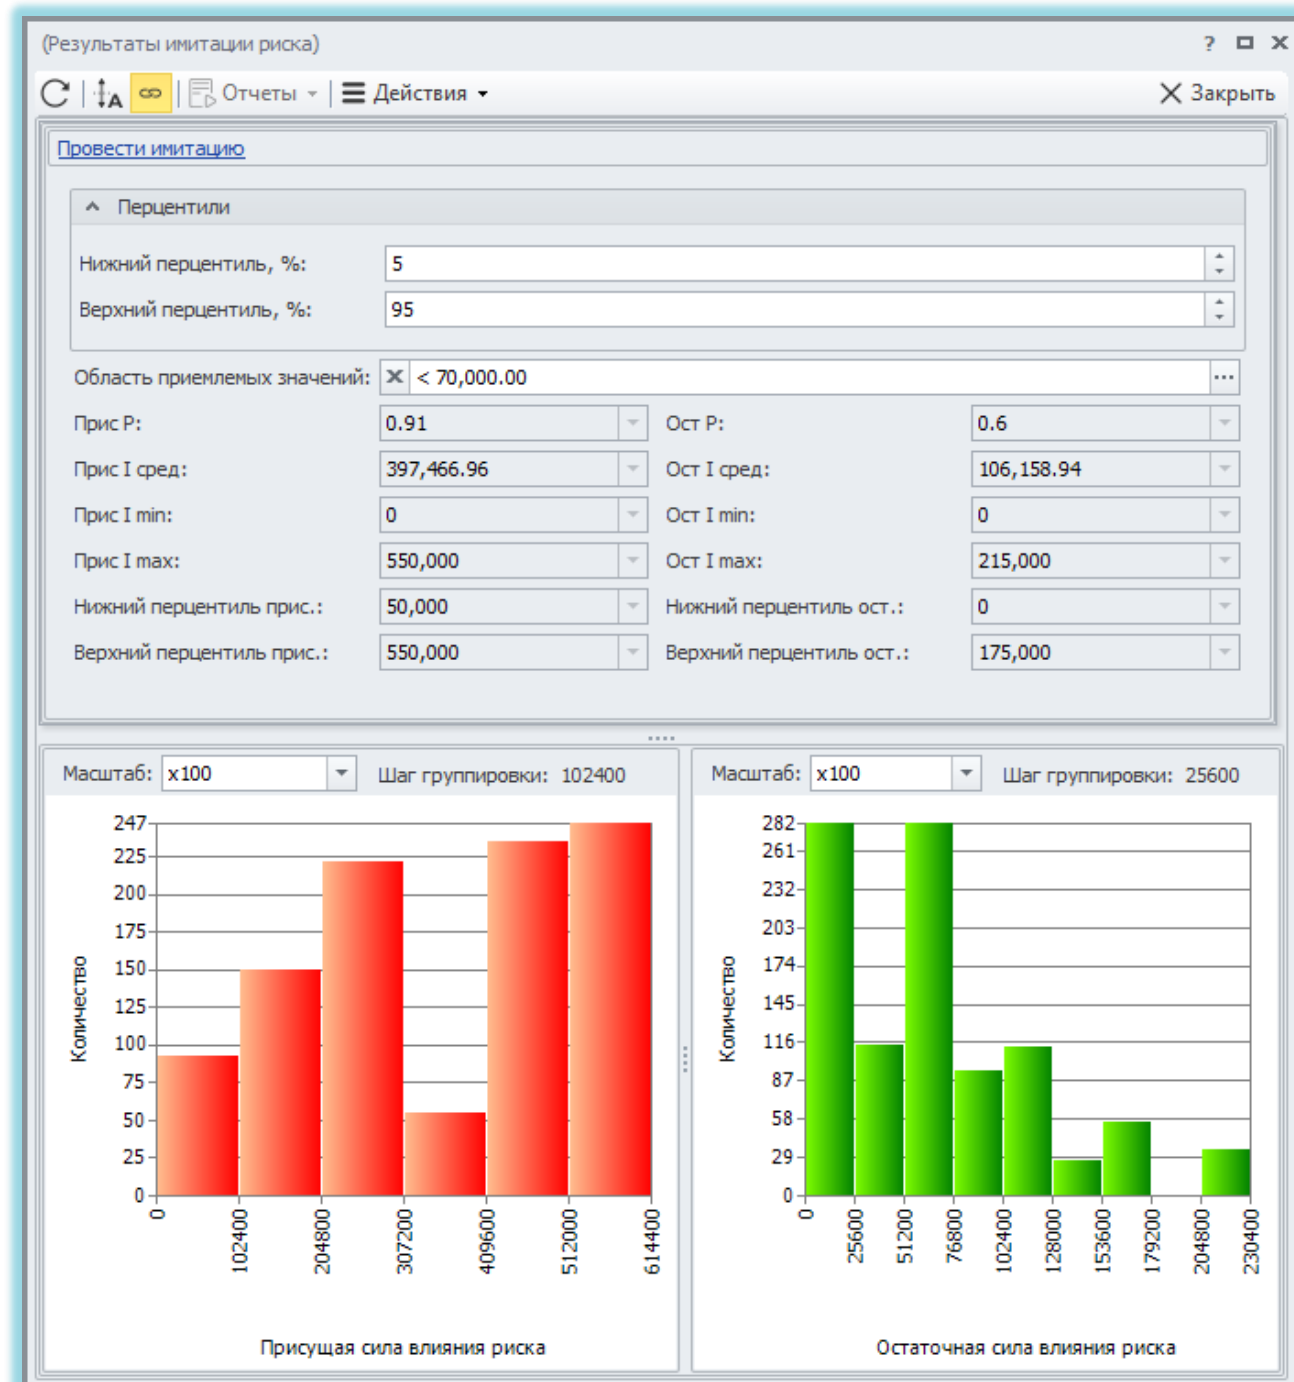 (Результаты имитации риска)
Отчеты
Действия
Закрыть
Провести имитацию
Перцентили
Нижний перцентиль, %: 5
Верхний перцентиль, %: 95
Область приемлемых значений: < 70,000.00
Прис P: 0.91 Ост P: 0.6
Прис I сред: 397,466.96 Ост I сред: 106,158.94
Прис I min: 0 Ост I min: 0
Прис I max: 550,000 Ост I max: 215,000
Нижний перцентиль прис.: 50,000 Нижний перцентиль ост.: 0
Верхний перцентиль прис.: 550,000 Верхний перцентиль ост.: 175,000
Масштаб: x100 Шаг группировки: 102400
247
225
200
175
150
125
100
75
50
25
0
Количество
0 102400 204800 307200 409600 512000 614400
Присущая сила влияния риска
Масштаб: x100 Шаг группировки: 25600
282
261
232
203
174
145
116
87
58
29
0
Количество
0 25600 51200 76800 102400 128000 153600 179200 204800 230400
Остаточная сила влияния риска